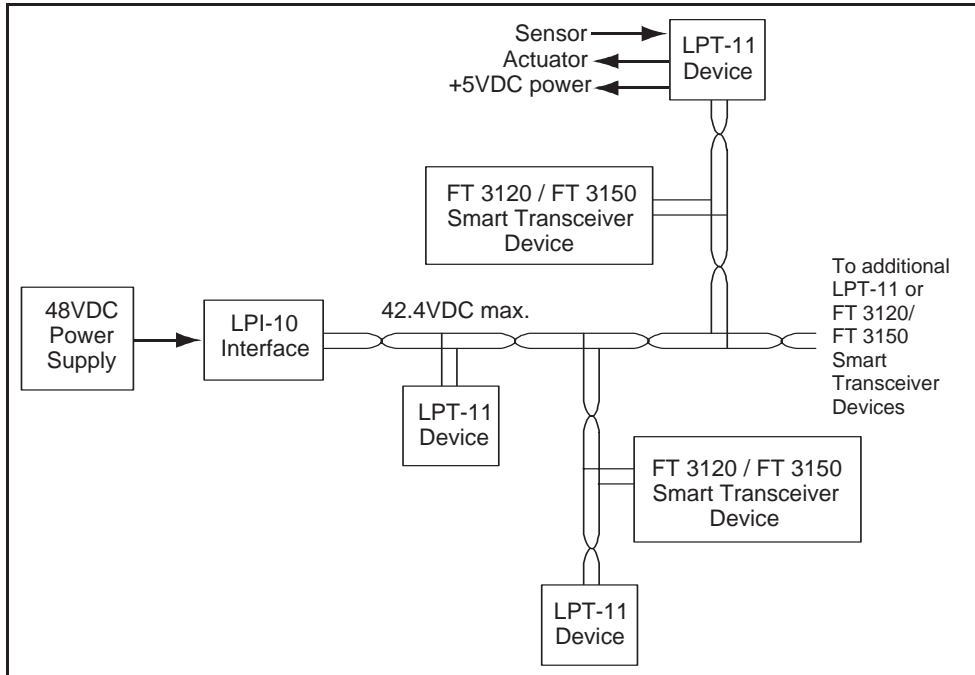 Sensor
Actuator
+5VDC power
LPT-11
Device
FT 3120 / FT 3150
Smart Transceiver
Device
48VDC
Power
Supply
LPI-10
Interface
42.4VDC max.
To additional
LPT-11 or
FT 3120/
FT 3150
Smart
Transceiver
Devices
LPT-11
Device
FT 3120 / FT 3150
Smart Transceiver
Device
LPT-11
Device